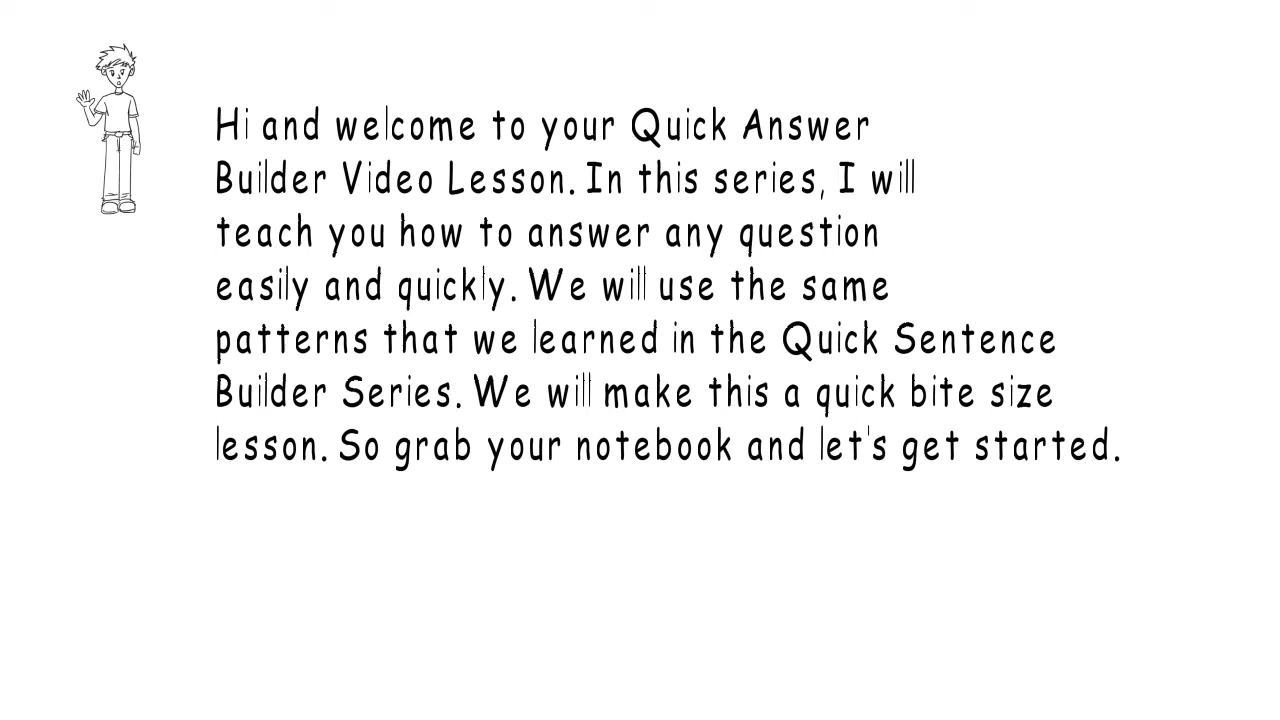 Hi and welcome to your Quick Answer
Builder Video Lesson. In this series, I will
teach you how to answer any question
easily and quickly. We will use the same
patterns that we learned in the Quick Sentence
Builder Series. We will make this a quick bite size
lesson. So grab your notebook and let's get started.